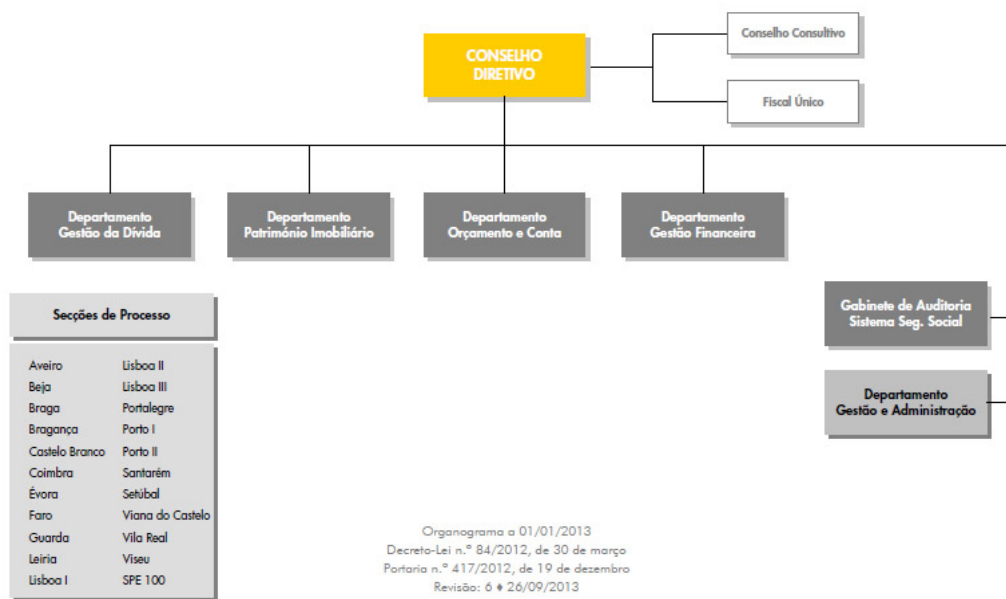 Conselho Consultivo
CONSELHO
DIRETIVO
Fiscal Único
Departamento
Gestão da Dívida
Departamento
Património Imobiliário
Departamento
Orçamento e Conta
Departamento
Gestão Financeira
Gabinete de Auditoria
Sistema Seg. Social
Departamento
Gestão e Administração
Secções de Processo
Aveiro Lisboa II
Beja Lisboa III
Braga Portalegre
Bragança Porto I
Castelo Branco Porto II
Coimbra Santarém
Évora Setúbal
Faro Viana do Castelo
Guarda Vila Real
Leiria Viseu
Lisboa I SPE 100
Organograma a 01/01/2013
Decreto-Lei n.º 84/2012, de 30 de março
Portaria n.º 417/2012, de 19 de dezembro
Revisão: 6 ♦ 26/09/2013